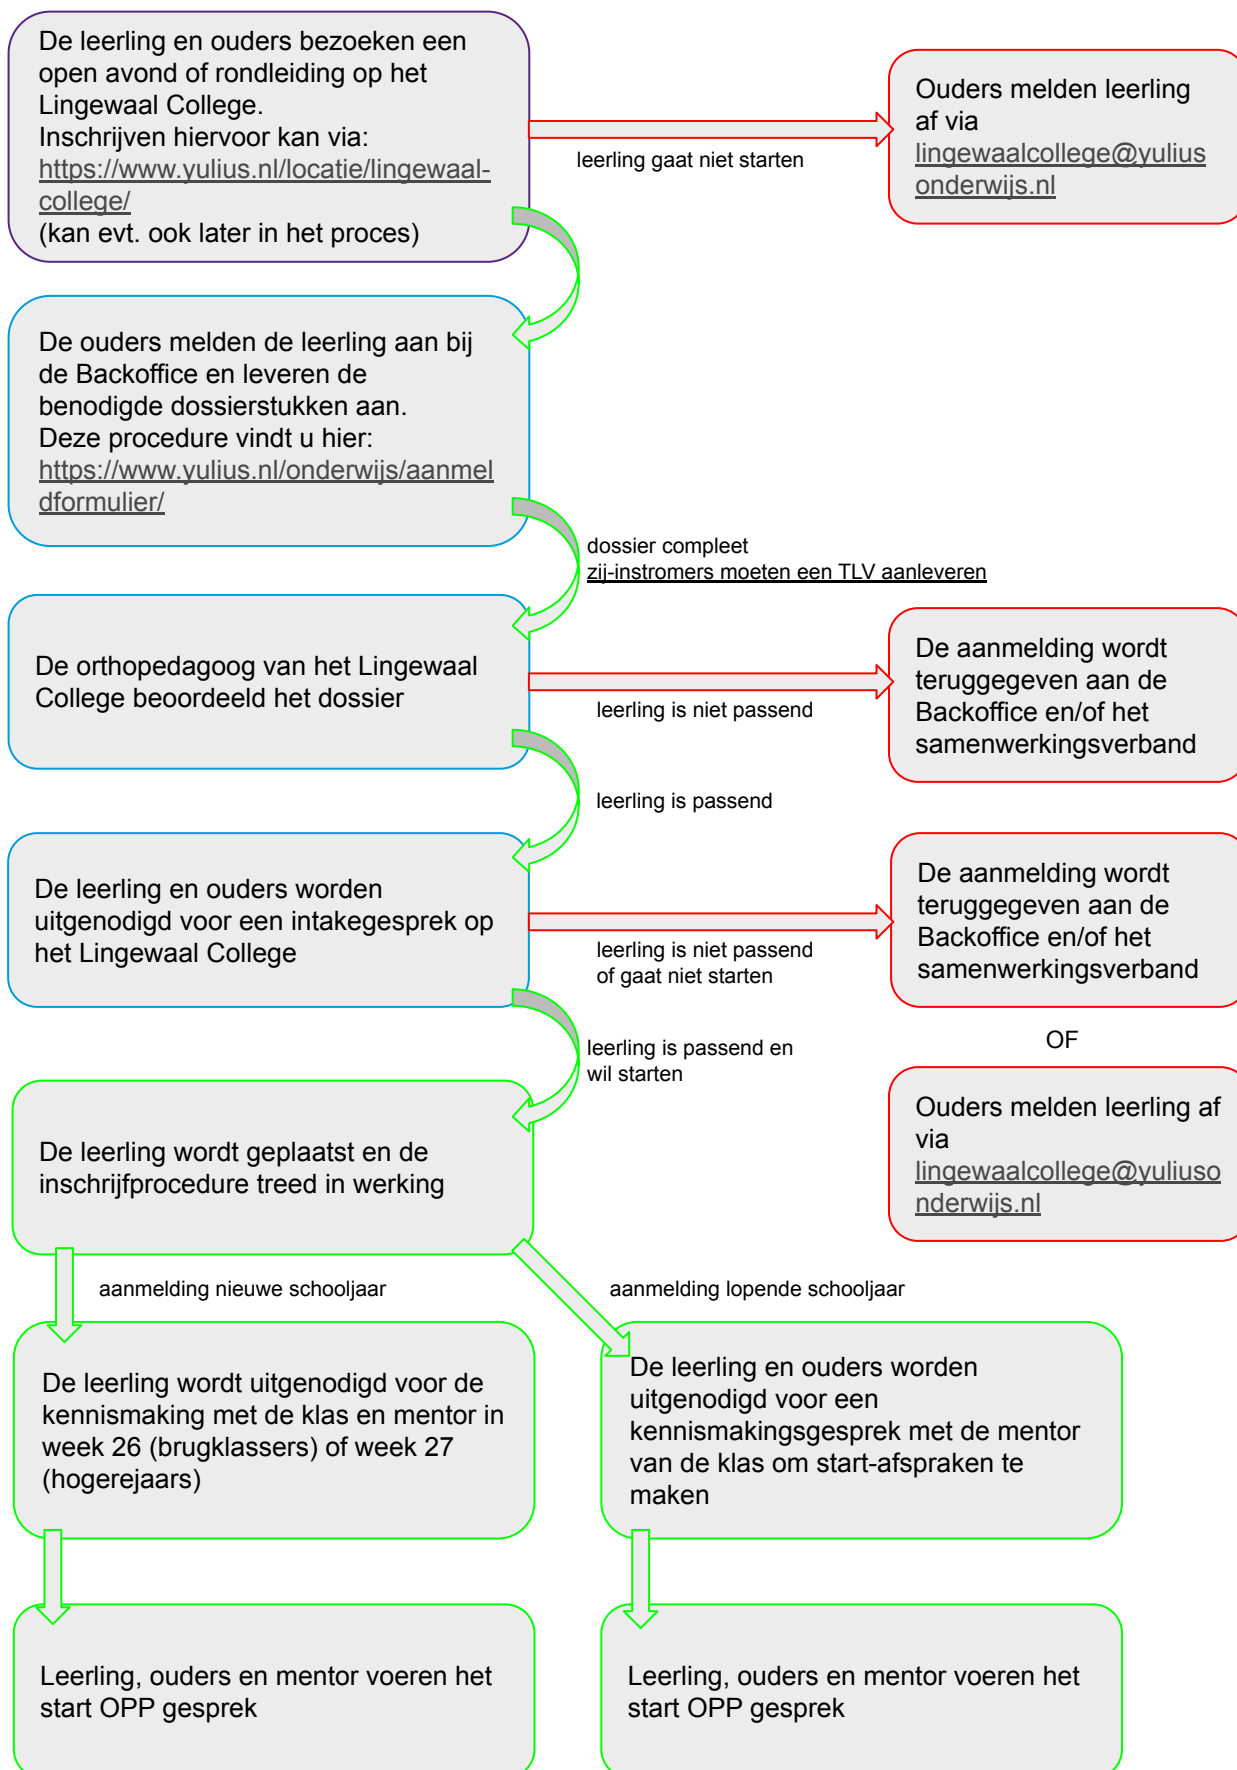 De leerling en ouders bezoeken een
open avond of rondleiding op het
Lingewaal College.
Inschrijven hiervoor kan via:
https://www.yulius.nl/locatie/lingewaal-
college/
(kan evt. ook later in het proces)
leerling gaat niet starten
Ouders melden leerling
af via
lingewaalcollege@yulius
onderwijs.nl
De ouders melden de leerling aan bij
de Backoffice en leveren de
benodigde dossierstukken aan.
Deze procedure vindt u hier:
https://www.yulius.nl/onderwijs/aanmel
dformulier/
dossier compleet
zij-instromers moeten een TLV aanleveren
De orthopedagoog van het Lingewaal
College beoordeeld het dossier
leerling is niet passend
De aanmelding wordt
teruggegeven aan de
Backoffice en/of het
samenwerkingsverband
leerling is passend
De leerling en ouders worden
uitgenodigd voor een intakegesprek op
het Lingewaal College
leerling is niet passend
of gaat niet starten
De aanmelding wordt
teruggegeven aan de
Backoffice en/of het
samenwerkingsverband
OF
Ouders melden leerling af
via
lingewaalcollege@yuliuso
nderwijs.nl
leerling is passend en
wil starten
De leerling wordt geplaatst en de
inschrijfprocedure treed in werking
aanmelding nieuwe schooljaar
aanmelding lopende schooljaar
De leerling wordt uitgenodigd voor de
kennismaking met de klas en mentor in
week 26 (brugklassers) of week 27
(hogerejaars)
De leerling en ouders worden
uitgenodigd voor een
kennismakingsgesprek met de mentor
van de klas om start-afspraken te
maken
Leerling, ouders en mentor voeren het
start OPP gesprek
Leerling, ouders en mentor voeren het
start OPP gesprek